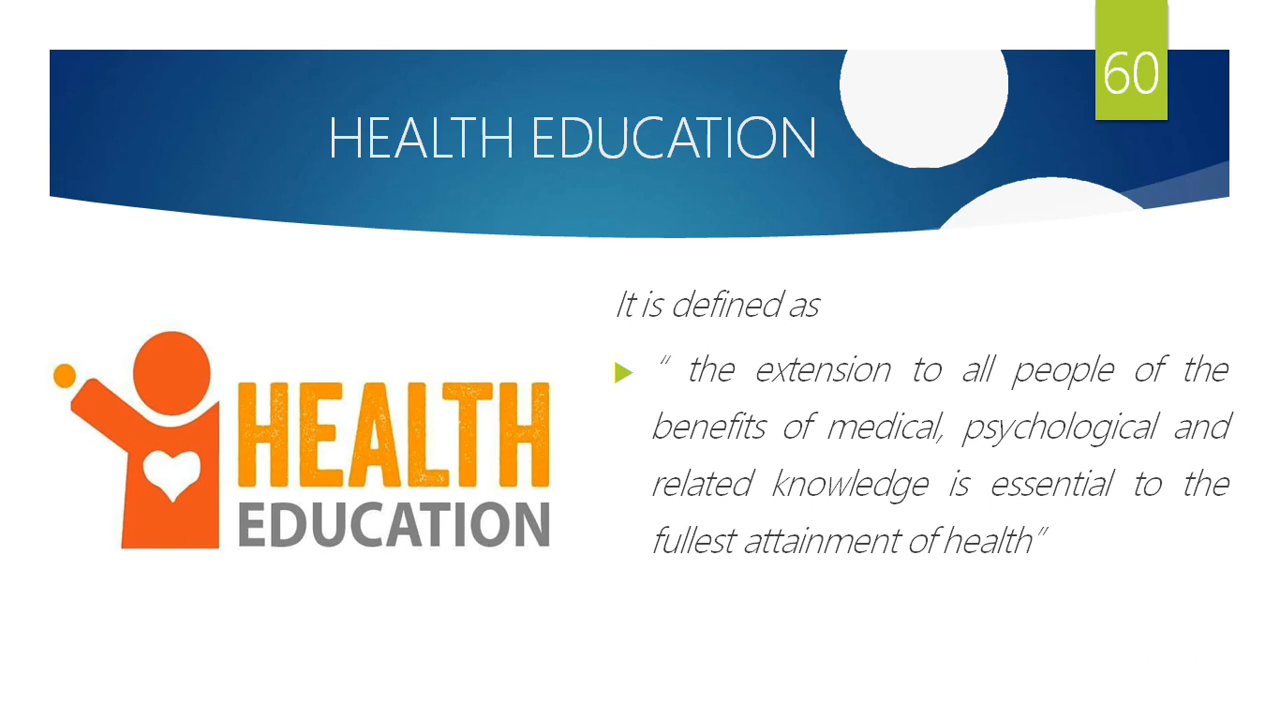 60
HEALTH EDUCATION
HEALTH
EDUCATION
It is defined as
“ the extension to all people of the
benefits of medical, psychological and
related knowledge is essential to the
fullest attainment of health”